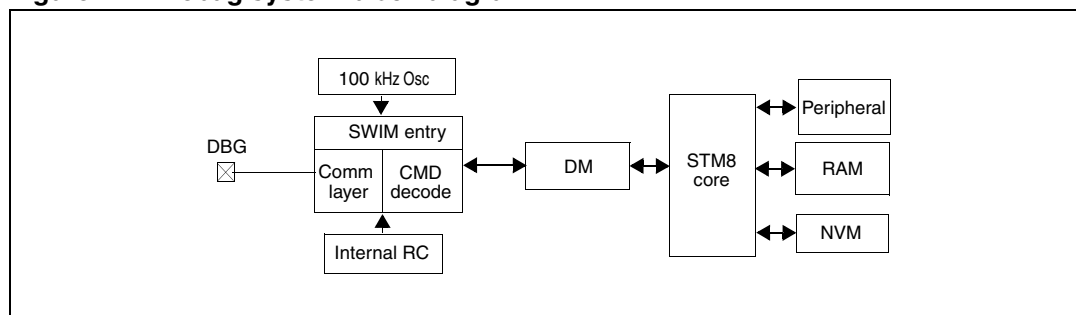 100 kHz Osc
SWIM entry
DBG
Comm
layer
CMD
decode
Internal RC
DM
STM8
core
Peripheral
RAM
NVM